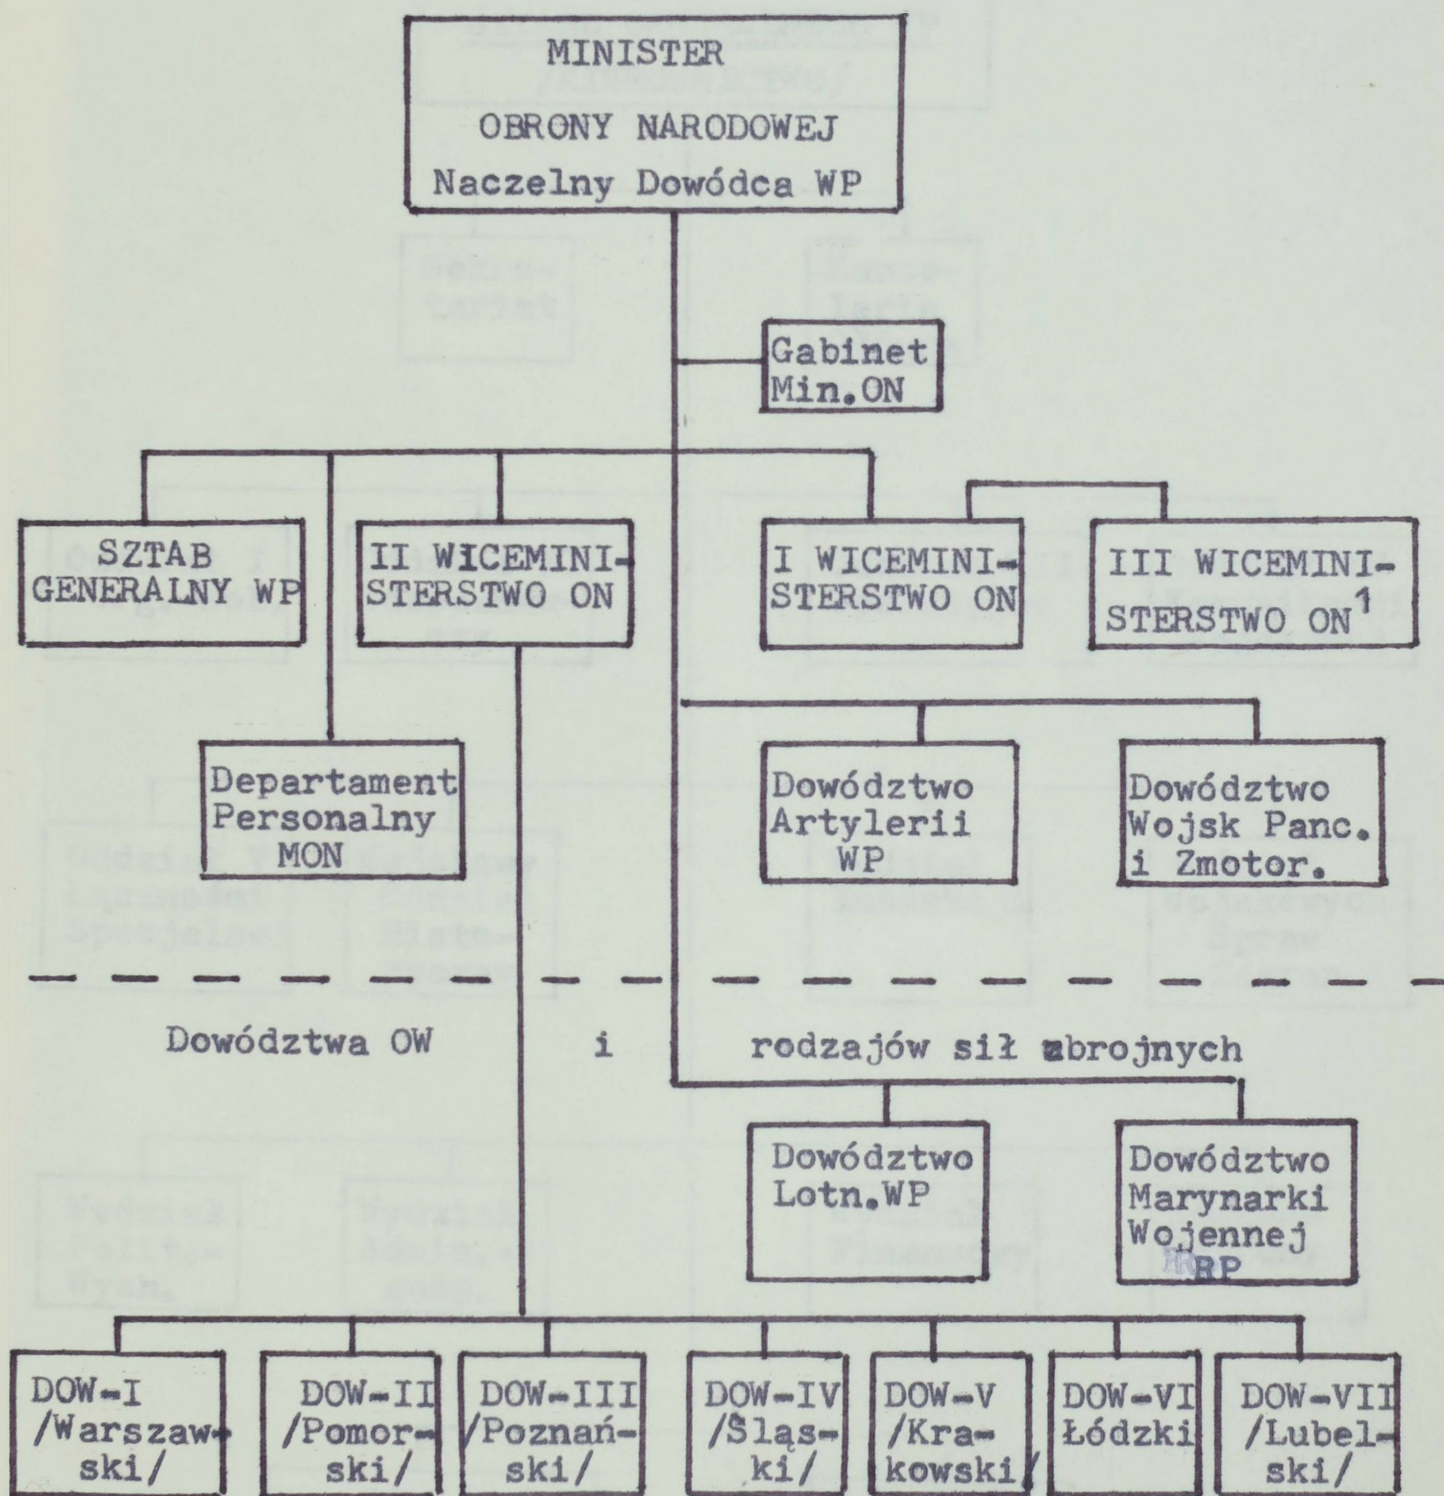 MINISTER
OBRONY NARODOWEJ
Naczelny Dowódca WP
Gabinet
Min.ON
SZTAB
GENERALNY WP
II WICEMINI-
STERSTWO ON
I WICEMINI-
STERSTWO ON
III WICEMINI-
STERSTWO ON1
Departament
Personalny
MON
Dowództwo
Artylerii
WP
Dowództwo
Wojsk Panc.
i Zmotor.
Dowództwa OW i rodzajów sił zbrojnych
Dowództwo
Lotn.WP
Dowództwo
Marynarki
Wojennej
RP
DOW-I
/Warszaw-
ski/
DOW-II
/Pomor-
ski/
DOW-III
/Poznań-
ski/
DOW-IV
/Śląs-
ki/
DOW-V
/Kra-
kowski/
DOW-VI
Łódzki
DOW-VII
/Lubel-
ski/